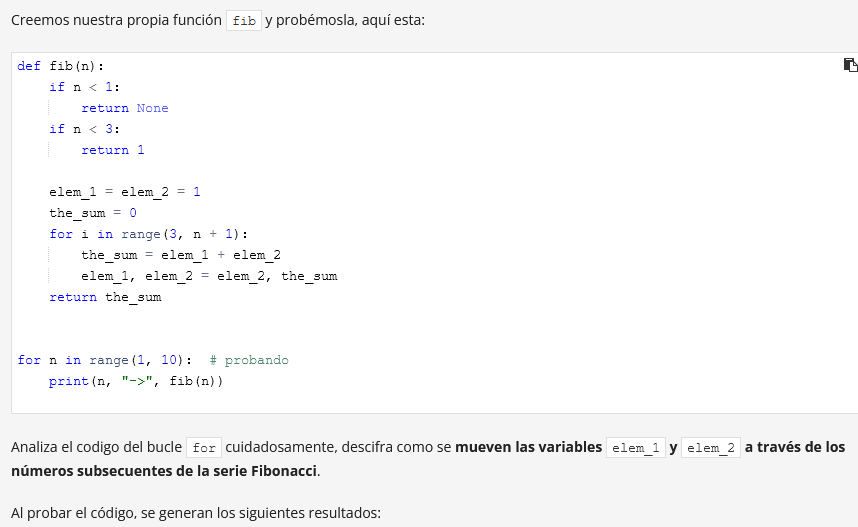 Creemos nuestra propia función fib y probémosla, aquí esta:
def fib(n):
    if n < 1:
        return None
    if n < 3:
        return 1
    elem_1 = elem_2 = 1
    the_sum = 0
    for i in range(3, n + 1):
        the_sum = elem_1 + elem_2
        elem_1, elem_2 = elem_2, the_sum
    return the_sum
for n in range(1, 10):  # probando
    print(n, "->", fib(n))
Analiza el codigo del bucle for cuidadosamente, descifra como se mueven las variables elem_1 y elem_2 a través de los
números subsecuentes de la serie Fibonacci.
Al probar el código, se generan los siguientes resultados: